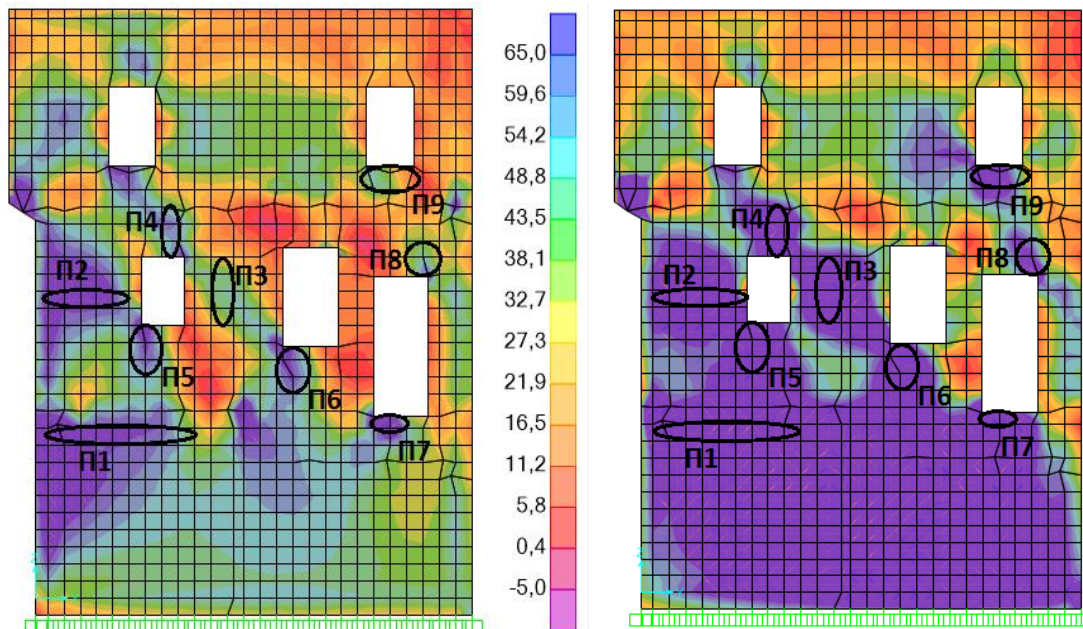 65,0
59,6
54,2
48,8
43,5
38,1
32,7
27,3
21,9
16,5
11,2
5,8
0,4
-5,0
П9
П4
П8
П2
П3
П5
П6
П7
П1
П9
П4
П8
П2
П3
П5
П6
П7
П1